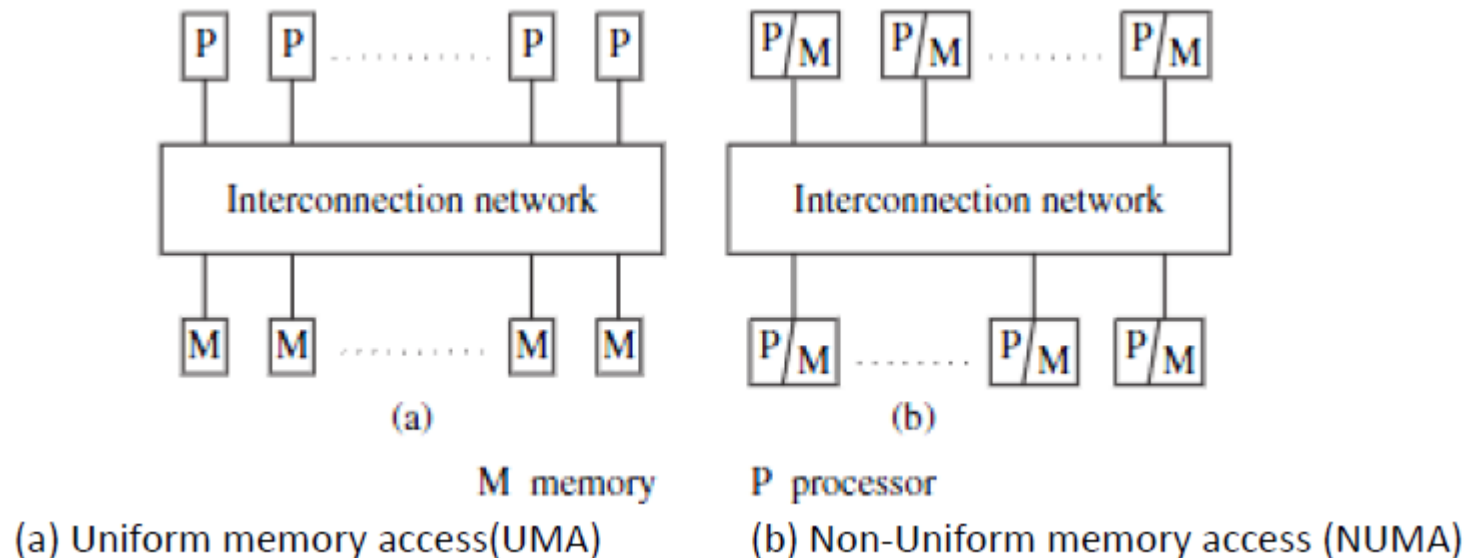 P P P P P/M P/M P/M
Interconnection network Interconnection network
M M M M P/M P/M P/M
(a) (b)
M memory P processor
(a) Uniform memory access(UMA) (b) Non-Uniform memory access (NUMA)